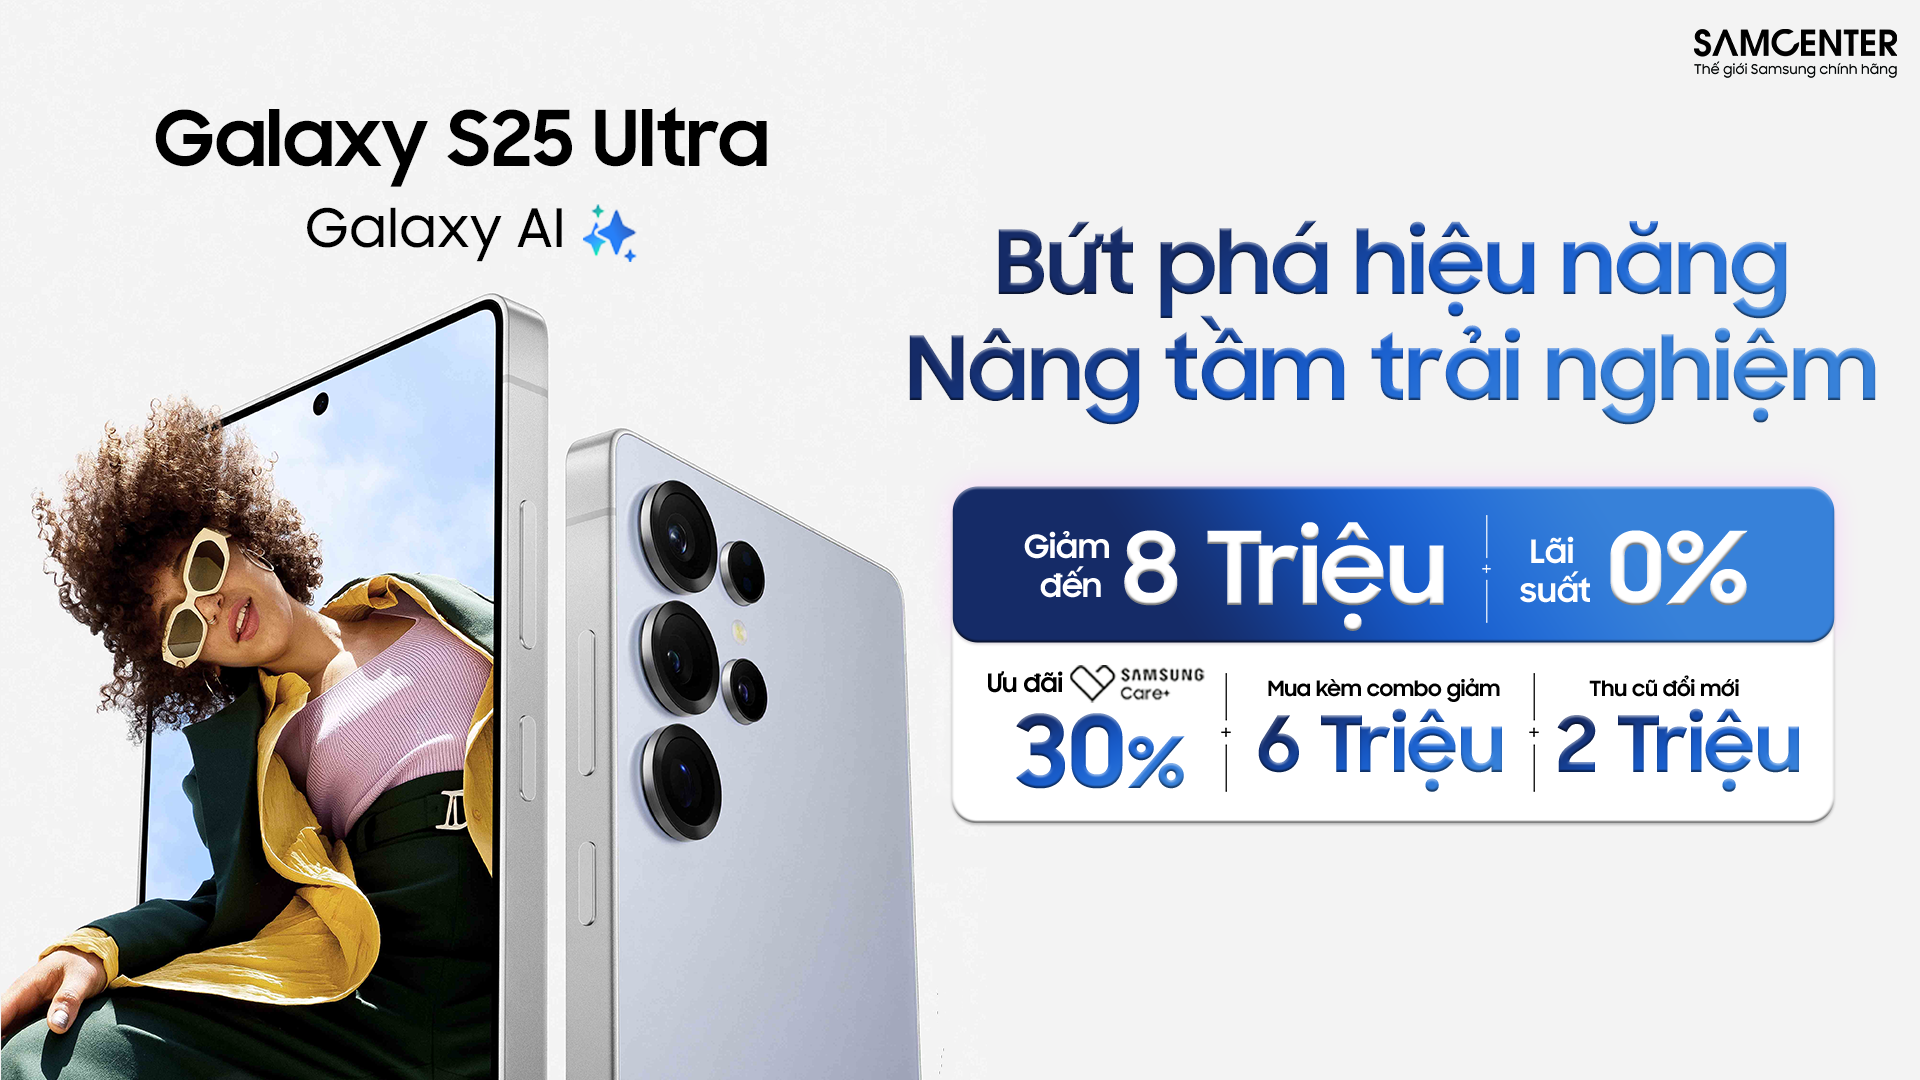 SAMCENTER
Thế giới Samsung chính hãng
Galaxy S25 Ultra
Galaxy AI
Bứt phá hiệu năng
Nâng tầm trải nghiệm
Giảm đến 8 Triệu
+
Lãi suất 0%
Ưu đãi SAMSUNG Care+
30%
+
Mua kèm combo giảm
6 Triệu
+
Thu cũ đổi mới
2 Triệu